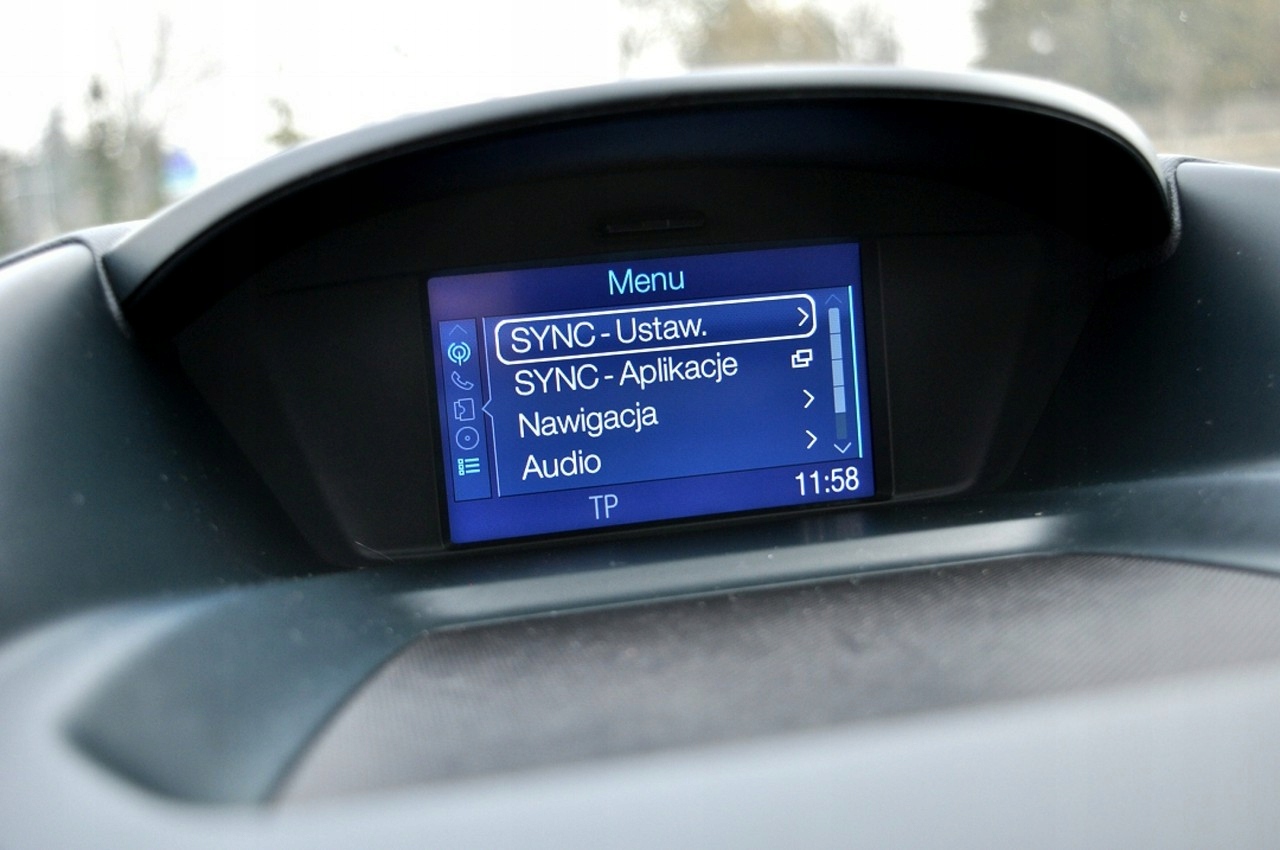 Menu
SYNC - Ustaw.
SYNC - Aplikacje
Nawigacja
Audio
TP
11:58